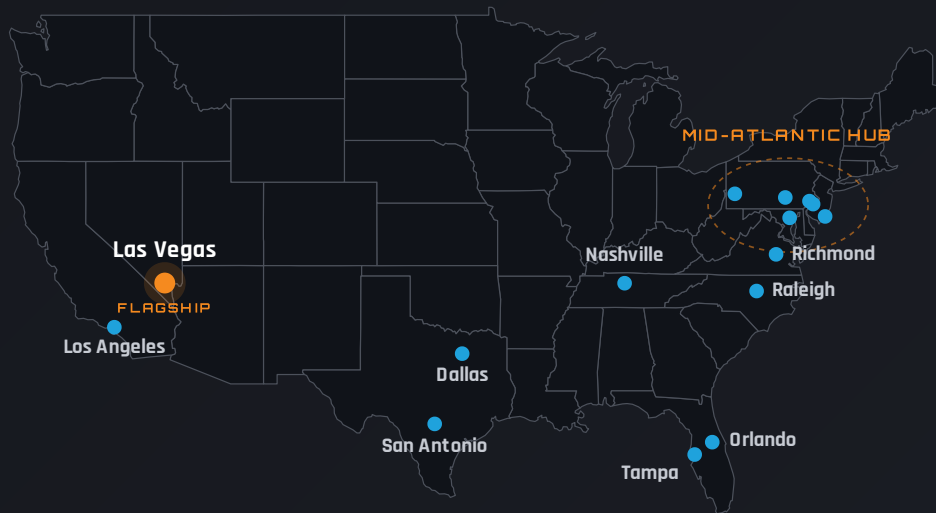 MID-ATLANTIC HUB
Las Vegas
FLAGSHIP
Los Angeles
Nashville
Richmond
Raleigh
Dallas
San Antonio
Orlando
Tampa